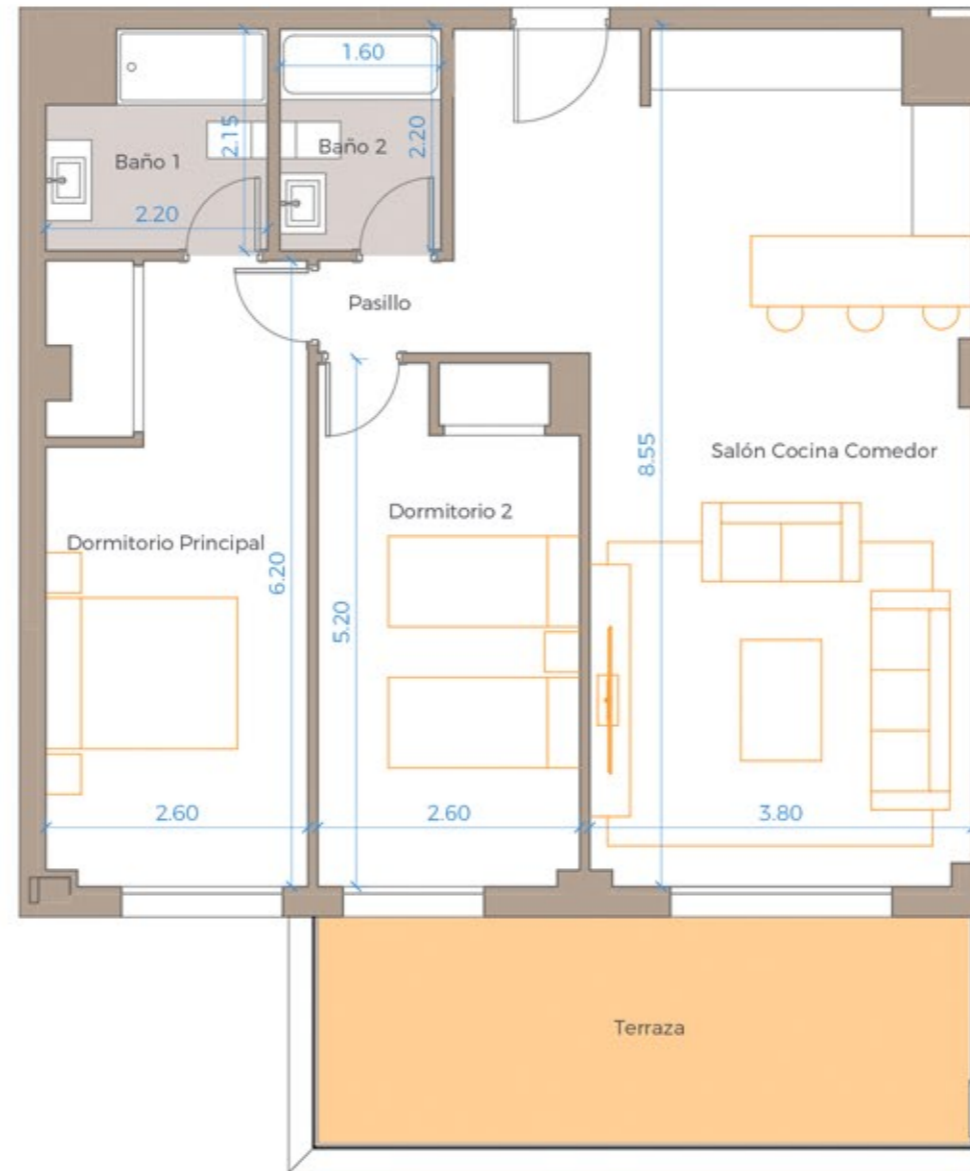 1.60
2.15
Baño 1
Baño 2
2.20
2.20
Pasillo
8.55
Salón Cocina Comedor
Dormitorio 2
Dormitorio Principal
6.20
5.20
2.60
2.60
3.80
Terraza